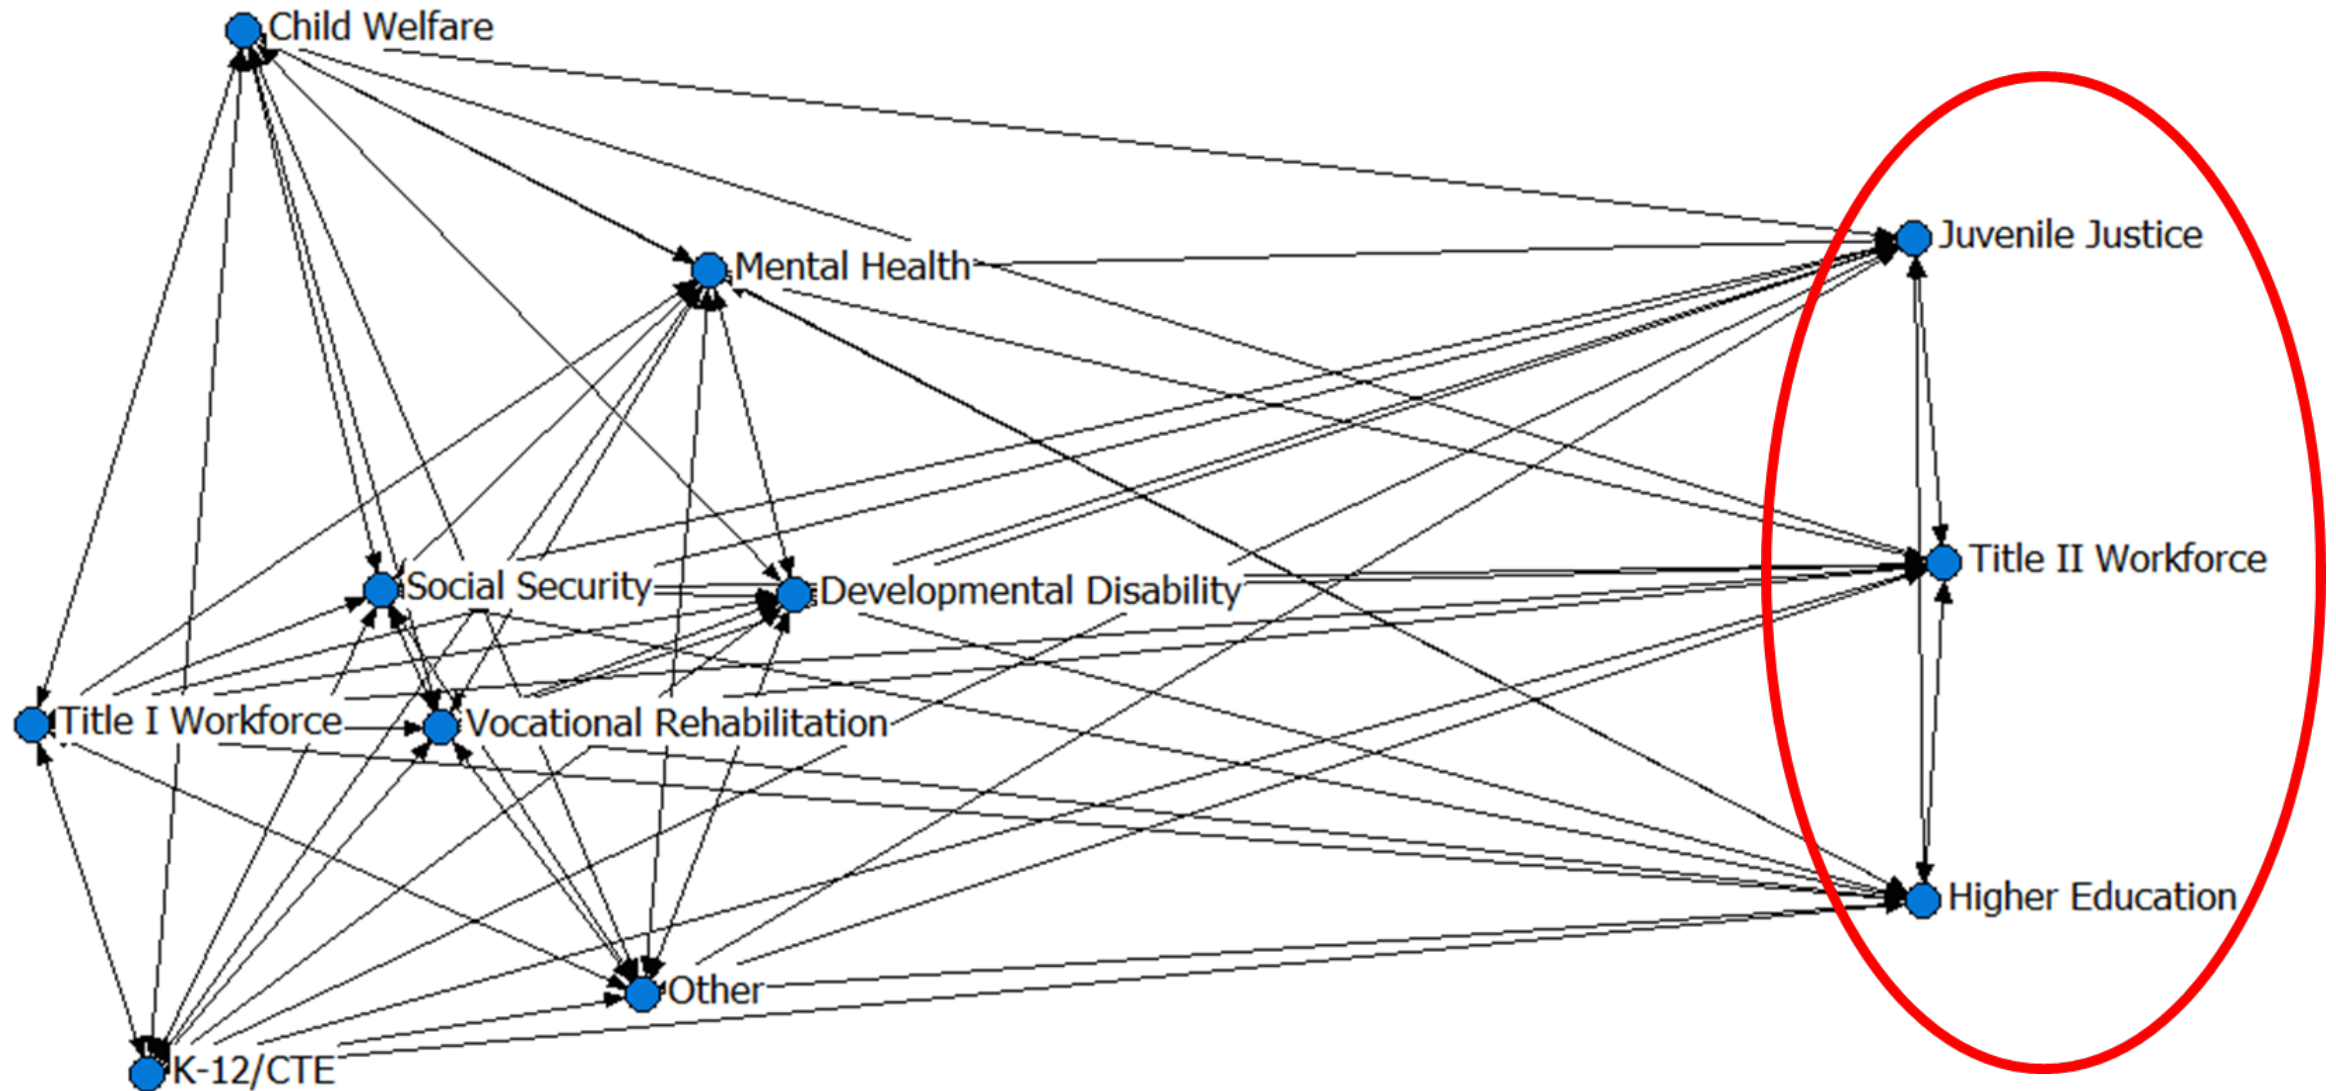 Child Welfare
Juvenile Justice
Mental Health
Title II Workforce
Social Security
Developmental Disability
Title I Workforce
Vocational Rehabilitation
Higher Education
Other
K-12/CTE